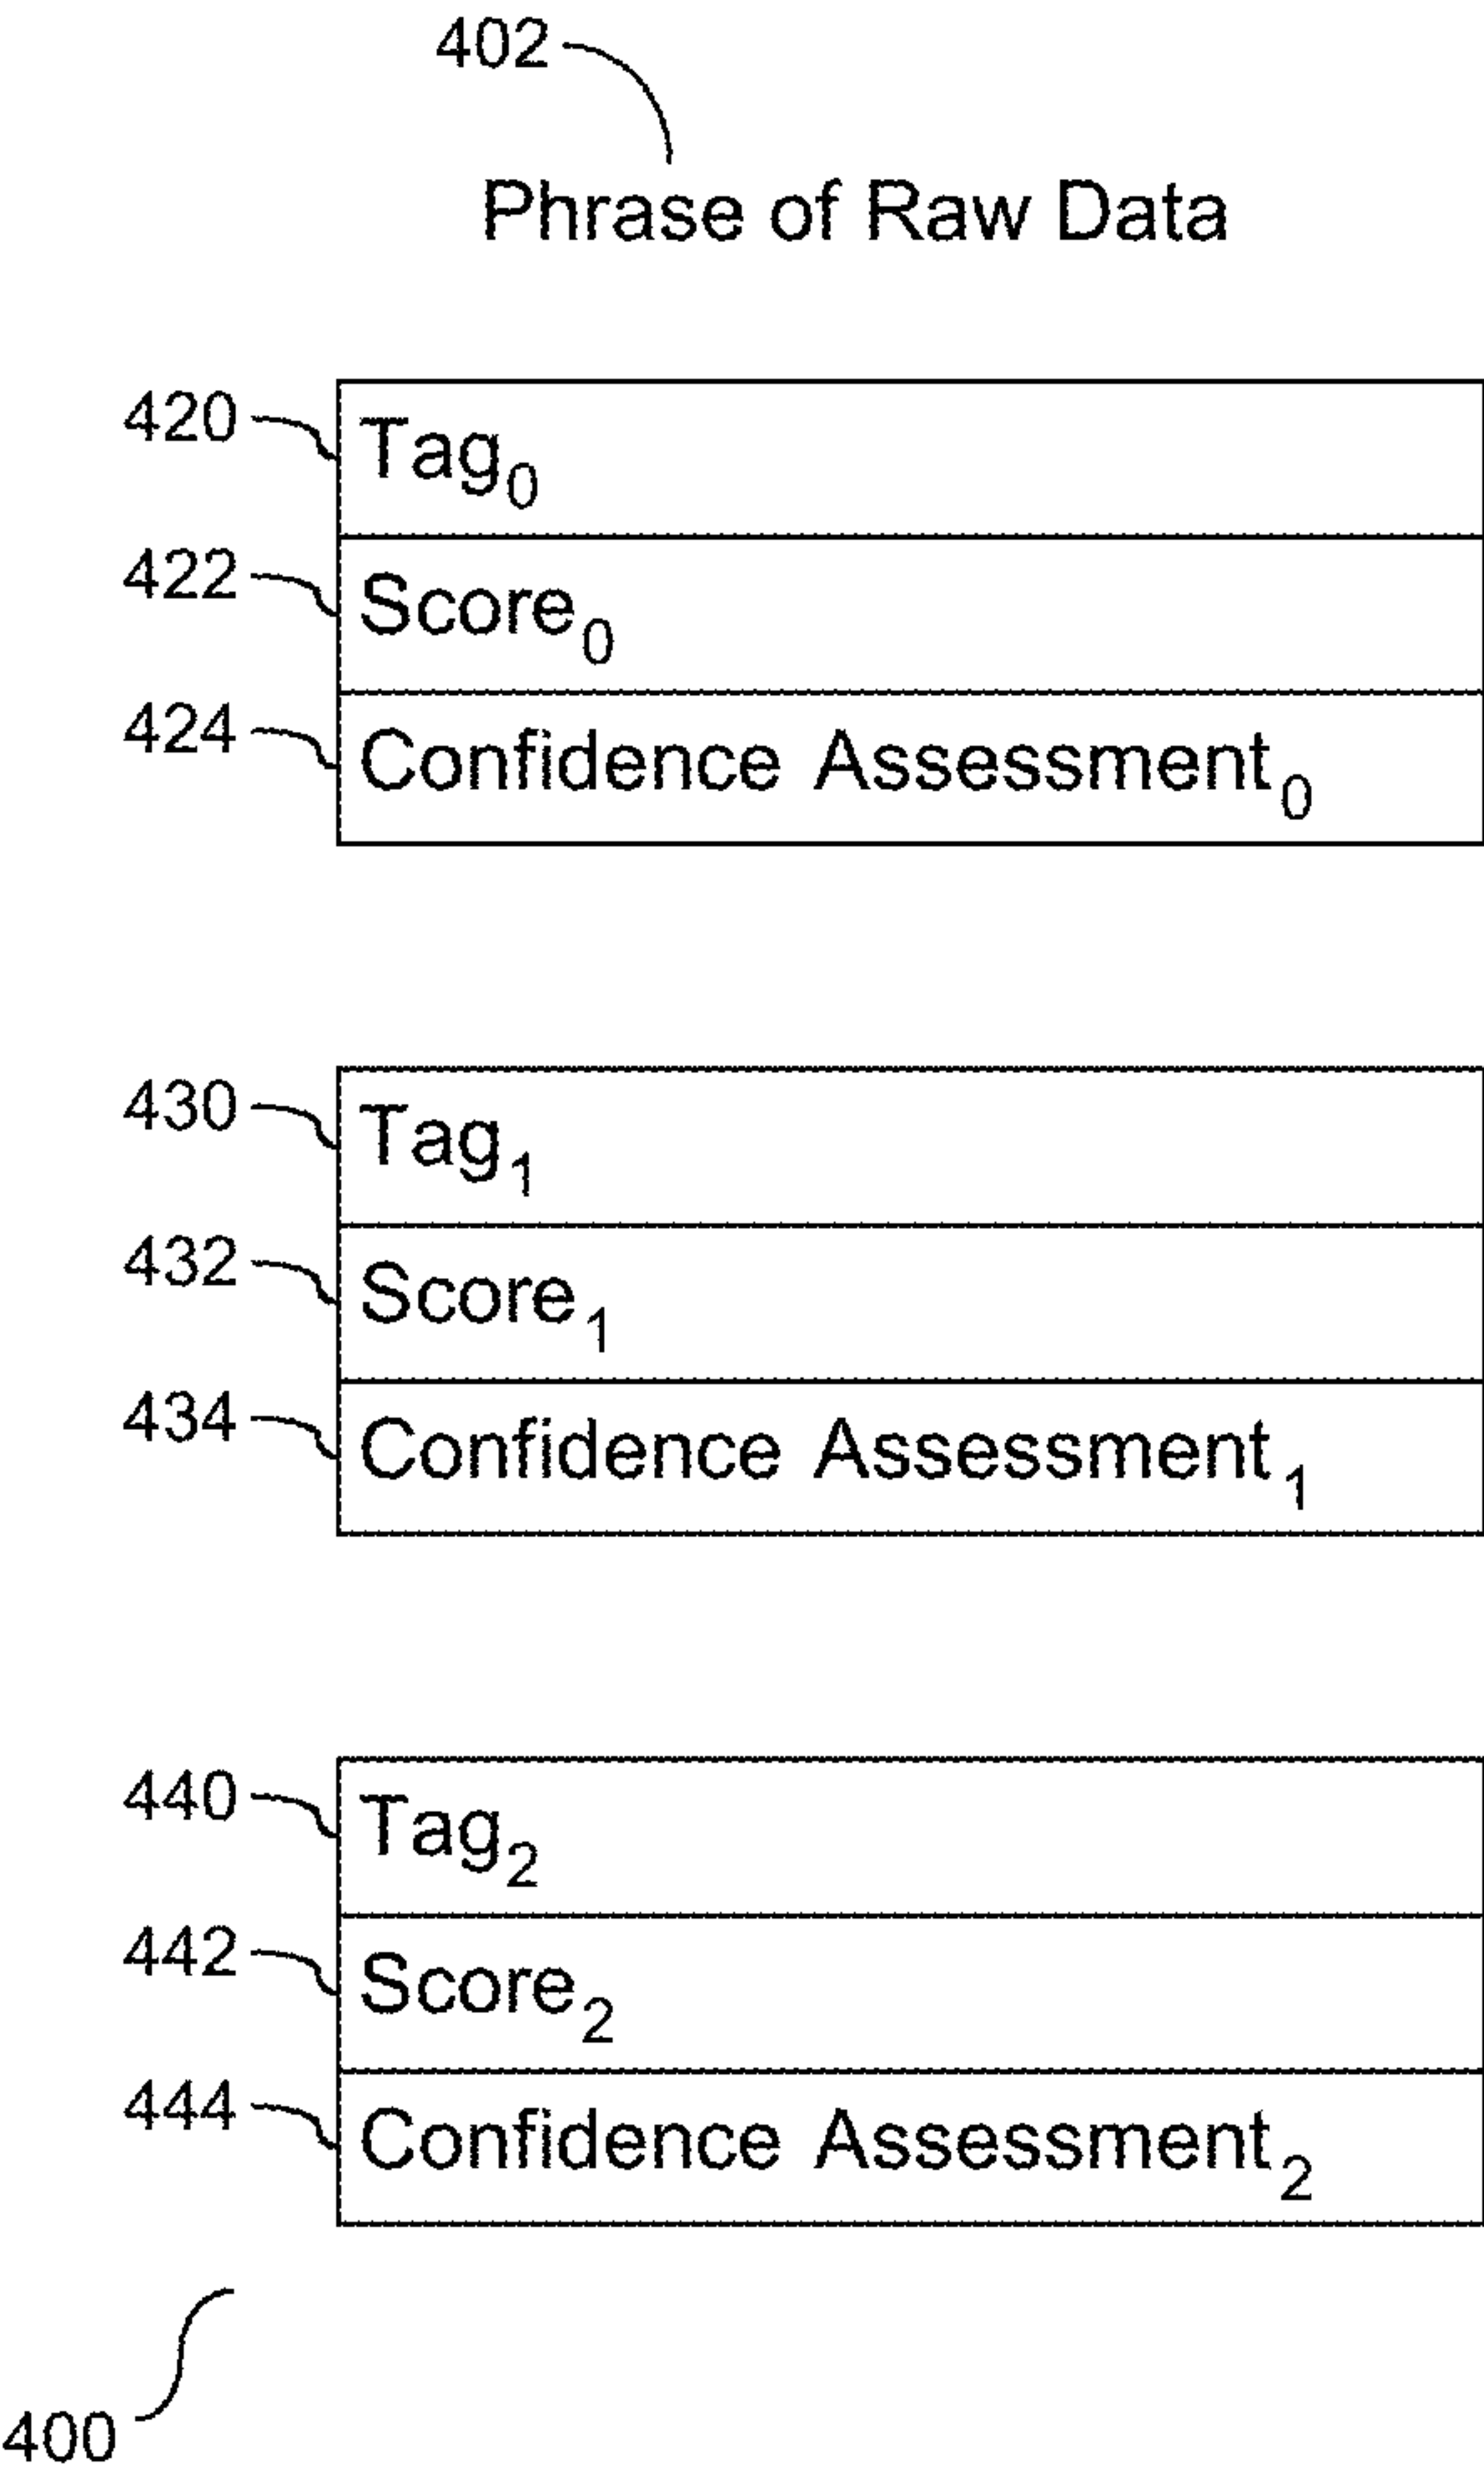 402
Phrase of Raw Data
420 Tag₀
422 Score₀
424 Confidence Assessment₀
430 Tag₁
432 Score₁
434 Confidence Assessment₁
440 Tag₂
442 Score₂
444 Confidence Assessment₂
400